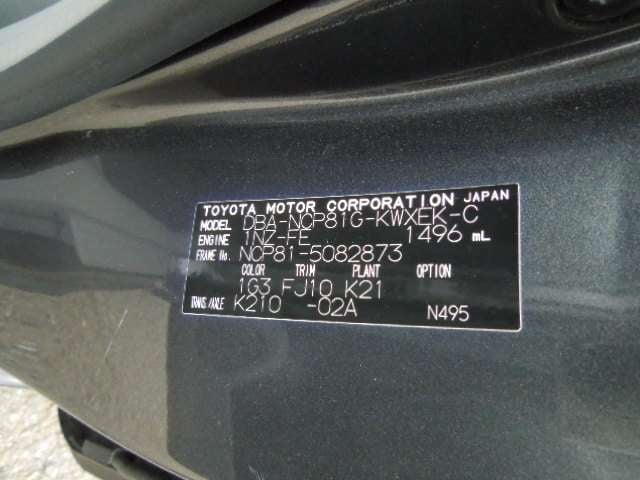 TOYOTA MOTOR CORPORATION JAPAN
MODEL DBA-NCP81G-KWXEK-C
ENGINE 1NZ-FE 1496 mL
FRAME No. NCP81-5082873
COLOR TRIM PLANT OPTION
1G3 FJ10 K21
TRANS./AXLE K210 -02A N495